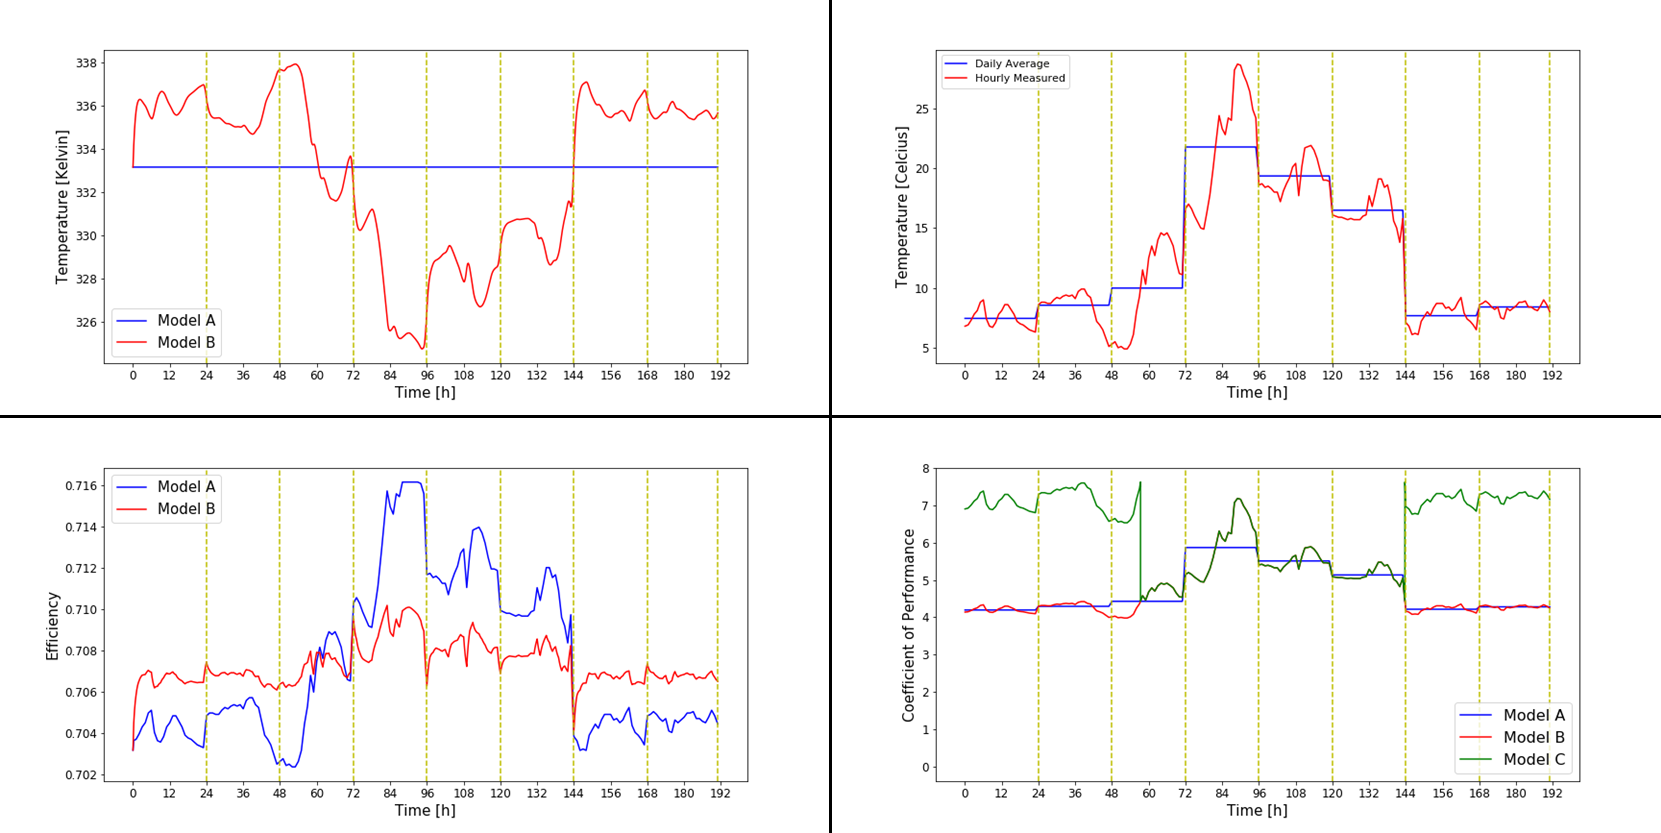 338
336
334
332
330
328
326
Temperature [Kelvin]
Model A
Model B
0 12 24 36 48 60 72 84 96 108 120 132 144 156 168 180 192
Time [h]
Daily Average
Hourly Measured
25
20
15
10
5
Temperature [Celcius]
0 12 24 36 48 60 72 84 96 108 120 132 144 156 168 180 192
Time [h]
Model A
Model B
0.716
0.714
0.712
0.710
0.708
0.706
0.704
0.702
Efficiency
0 12 24 36 48 60 72 84 96 108 120 132 144 156 168 180 192
Time [h]
8
7
6
5
4
3
2
1
0
Coefficient of Performance
Model A
Model B
Model C
0 12 24 36 48 60 72 84 96 108 120 132 144 156 168 180 192
Time [h]